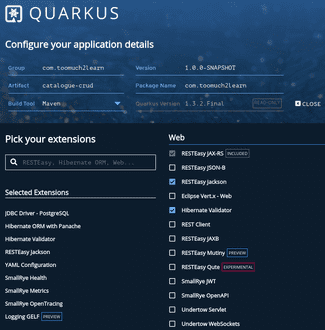 QUARKUS
Configure your application details
Group com.toomuch2learn Version 1.0.0-SNAPSHOT
Artifact catalogue-crud Package Name com.toomuch2learn
Build Tool Maven Quarkus Version 1.3.2.Final READ ONLY CLOSE
Pick your extensions
RESTEasy, Hibernate ORM, Web...
Selected Extensions
JDBC Driver - PostgreSQL
Hibernate ORM with Panache
Hibernate Validator
RESTEasy Jackson
YAML Configuration
SmallRye Health
SmallRye Metrics
SmallRye OpenTracing
Logging GELF PREVIEW
Web
RESTEasy JAX-RS INCLUDED
RESTEasy JSON-B
RESTEasy Jackson
Eclipse Vert.x - Web
Hibernate Validator
REST Client
RESTEasy JAXB
RESTEasy Mutiny PREVIEW
RESTEasy Qute EXPERIMENTAL
SmallRye JWT
SmallRye OpenAPI
Undertow Servlet
Undertow WebSockets